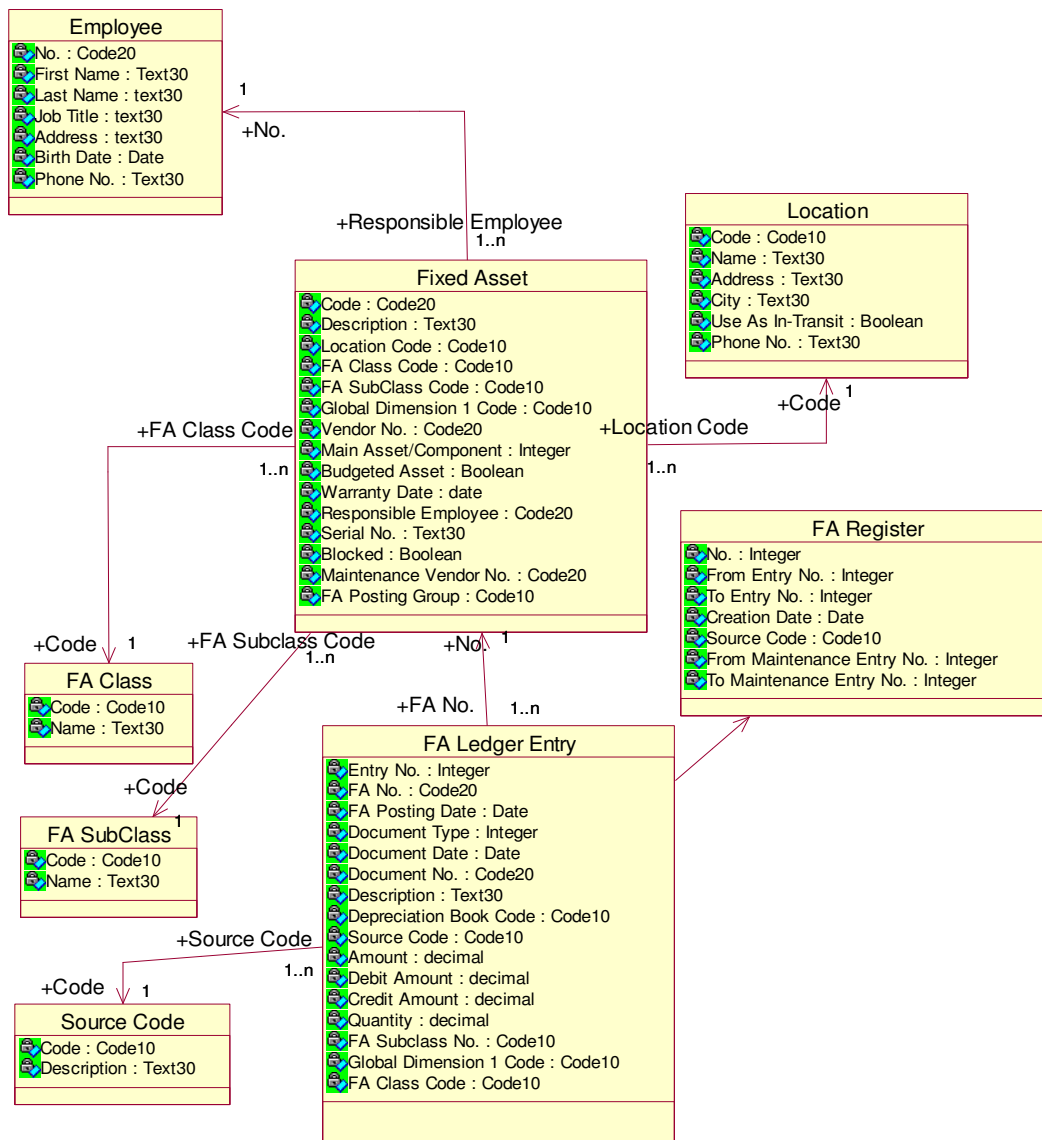 Employee
No. : Code20
First Name : Text30
Last Name : text30
Job Title : text30
Address : text30
Birth Date : Date
Phone No. : Text30
1
+No.
+Responsible Employee
1..n
Location
Code : Code10
Name : Text30
Address : Text30
City : Text30
Use As In-Transit : Boolean
Phone No. : Text30
+Code 1
Fixed Asset
Code : Code20
Description : Text30
Location Code : Code10
FA Class Code : Code10
FA SubClass Code : Code10
Global Dimension 1 Code : Code10
Vendor No. : Code20
Main Asset/Component : Integer
Budgeted Asset : Boolean
Warranty Date : date
Responsible Employee : Code20
Serial No. : Text30
Blocked : Boolean
Maintenance Vendor No. : Code20
FA Posting Group : Code10
+Location Code
1..n
+FA Class Code
1..n
FA Register
No. : Integer
From Entry No. : Integer
To Entry No. : Integer
Creation Date : Date
Source Code : Code10
From Maintenance Entry No. : Integer
To Maintenance Entry No. : Integer
+Code 1
+FA Subclass Code
1..n
+No. 1
FA Class
Code : Code10
Name : Text30
+FA No. 1..n
+Code
1
FA SubClass
Code : Code10
Name : Text30
FA Ledger Entry
Entry No. : Integer
FA No. : Code20
FA Posting Date : Date
Document Type : Integer
Document Date : Date
Document No. : Code20
Description : Text30
Depreciation Book Code : Code10
Source Code : Code10
Amount : decimal
Debit Amount : decimal
Credit Amount : decimal
Quantity : decimal
FA Subclass No. : Code10
Global Dimension 1 Code : Code10
FA Class Code : Code10
+Source Code
1..n
+Code 1
Source Code
Code : Code10
Description : Text30